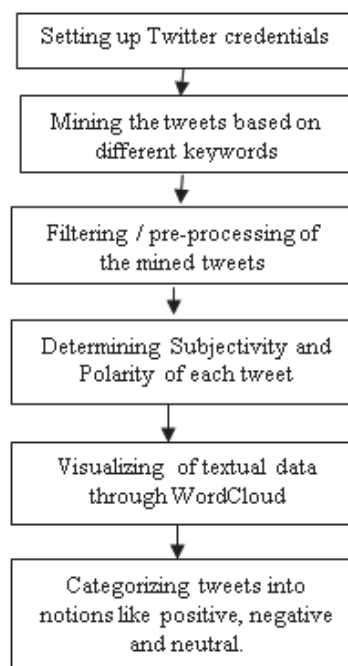 Setting up Twitter credentials
Mining the tweets based on
different keywords
Filtering / pre-processing of
the mined tweets
Determining Subjectivity and
Polarity of each tweet
Visualizing of textual data
through WordCloud
Categorizing tweets into
notions like positive, negative
and neutral.